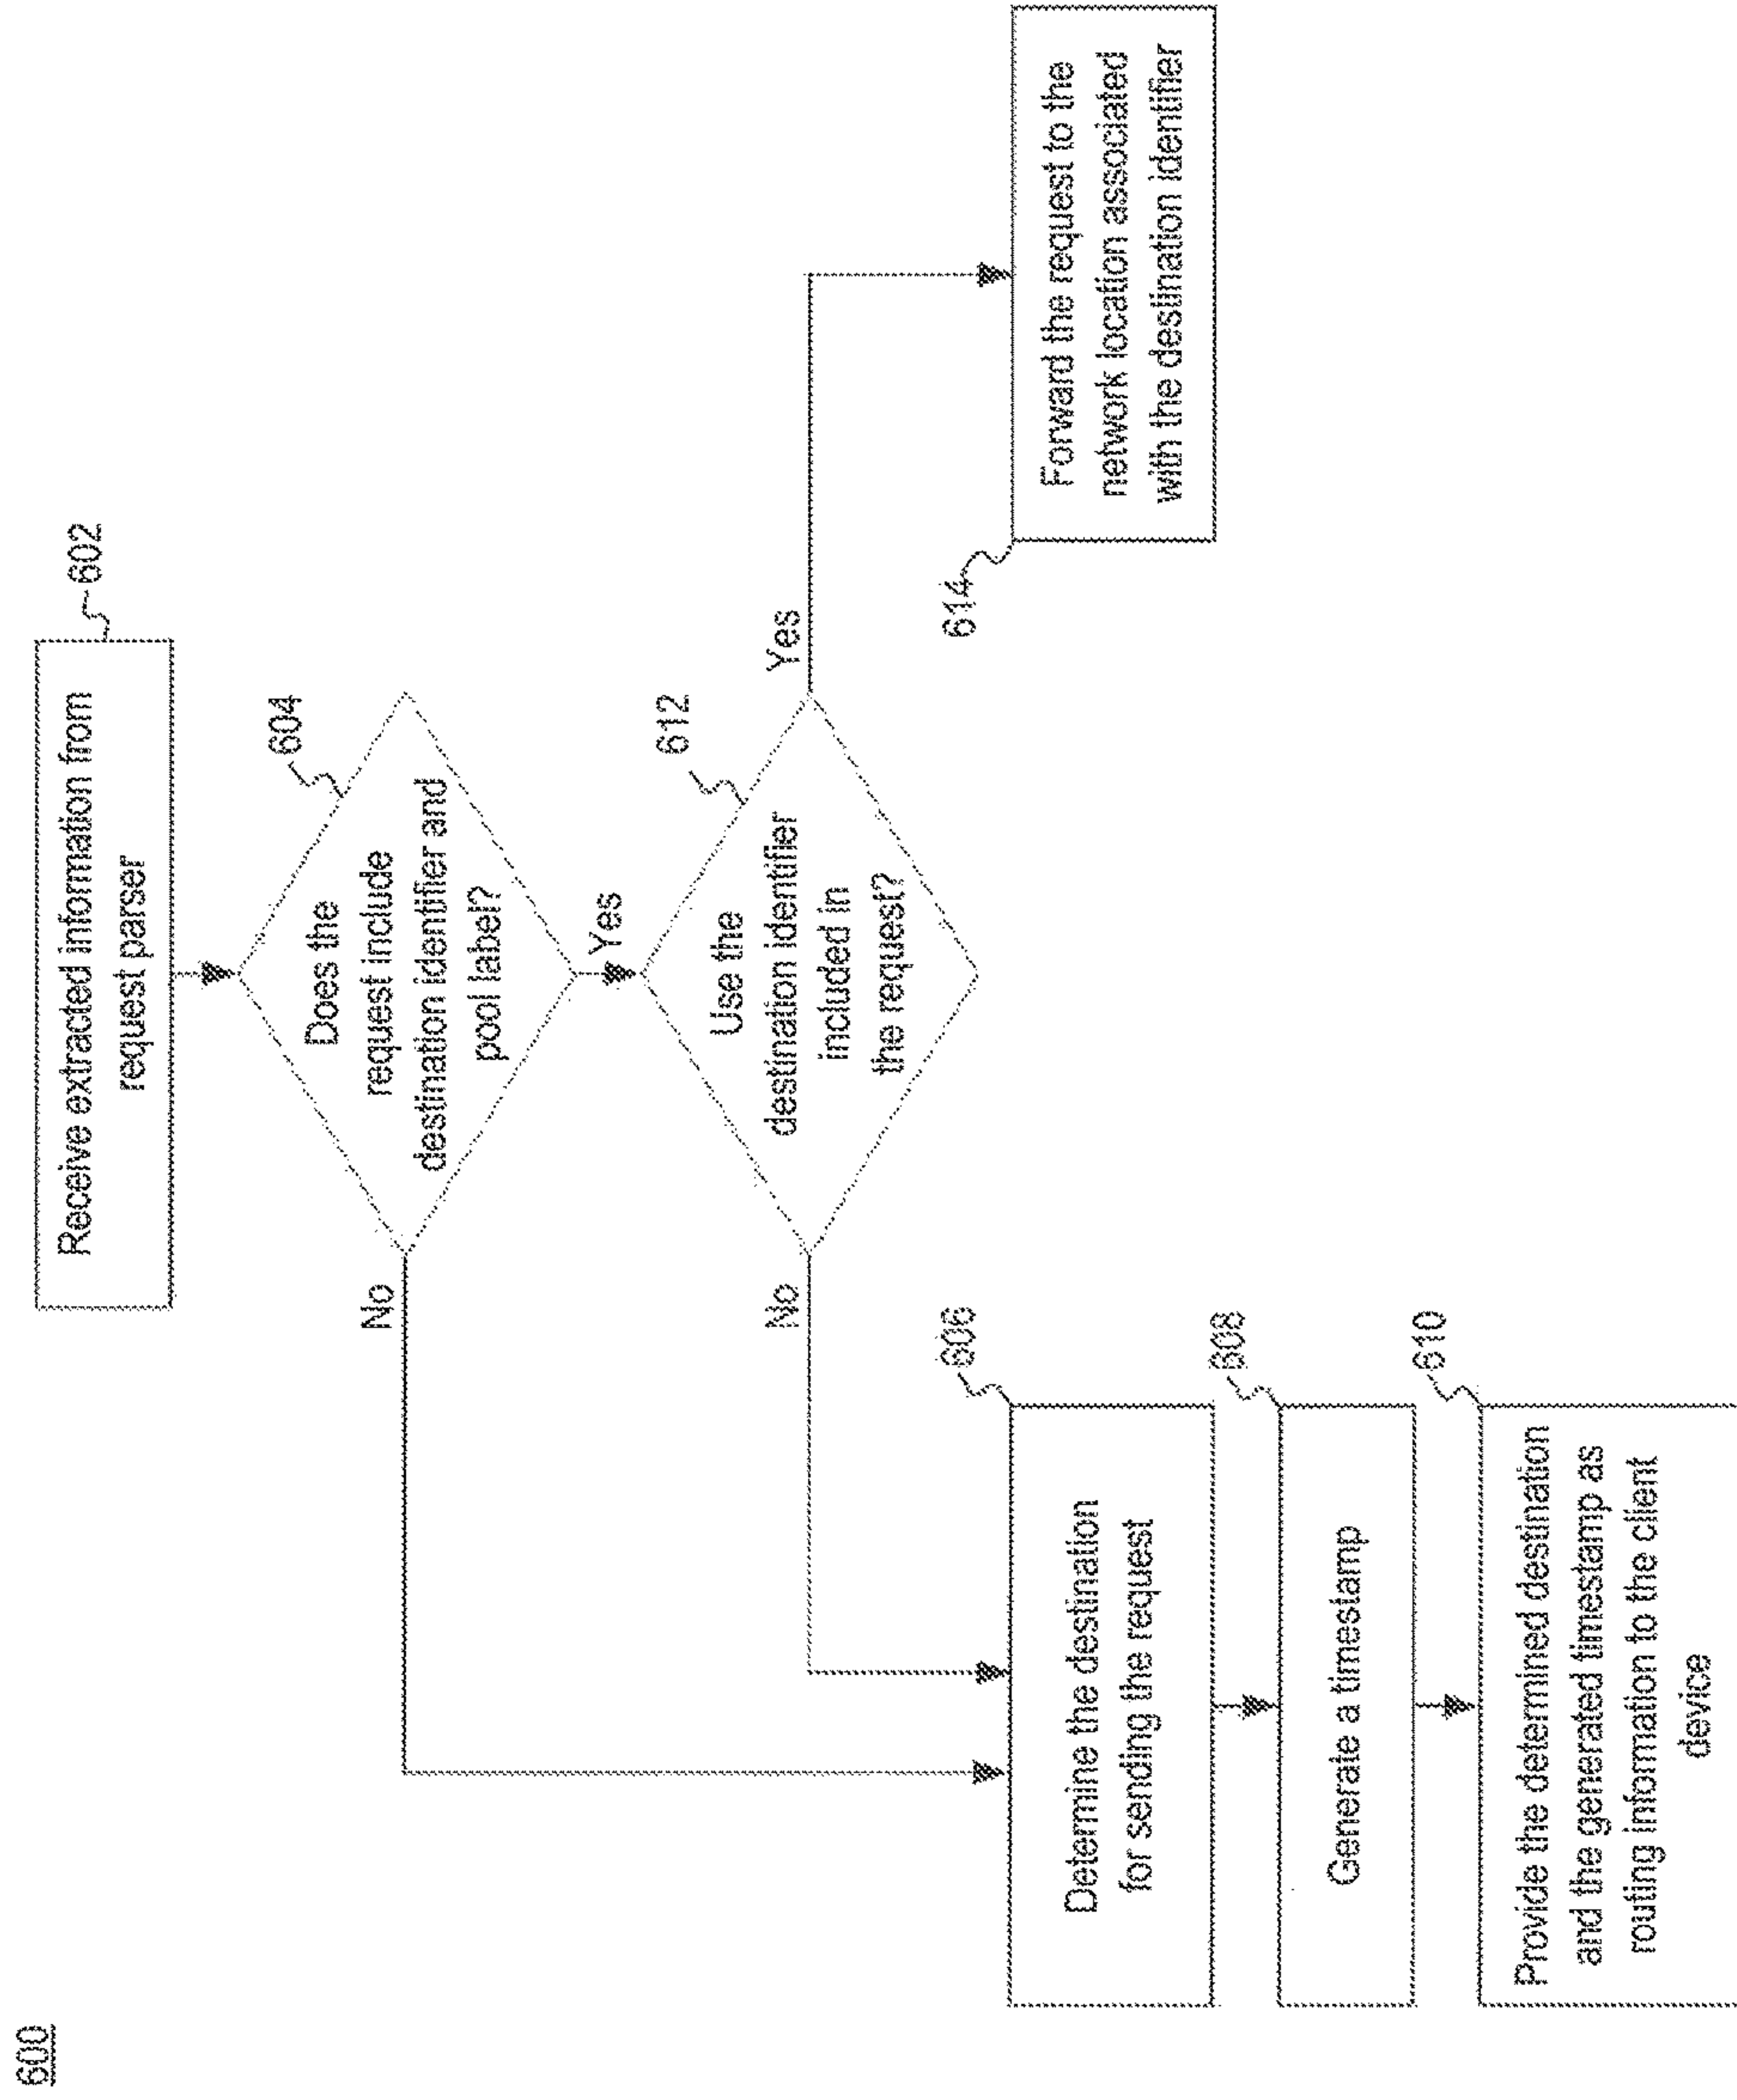 600
602
Receive extracted information from
request parser
604
Does the
request include
destination identifier and
pool label?
No
Yes
612
Use the
destination identifier
included in
the request?
No
Yes
606
Determine the destination
for sending the request
608
Generate a timestamp
610
Provide the determined destination
and the generated timestamp as
routing information to the client
device
614
Forward the request to the
network location associated
with the destination identifier